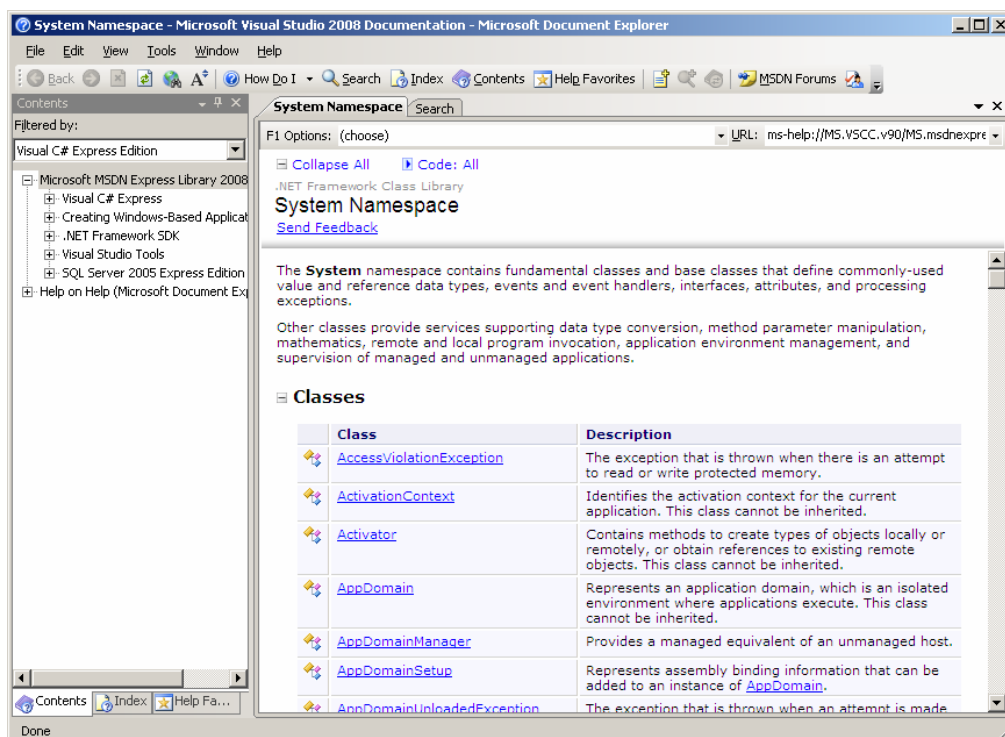 System Namespace - Microsoft Visual Studio 2008 Documentation - Microsoft Document Explorer
File Edit View Tools Window Help
Back How Do I Search Index Contents Help Favorites MSDN Forums
Contents
System Namespace Search
Filtered by:
F1 Options: (choose) URL: ms-help://MS.VSCC.v90/MS.msdnexpre
Visual C# Express Edition
Collapse All Code: All
Microsoft MSDN Express Library 2008
Visual C# Express
Creating Windows-Based Applicat
.NET Framework SDK
Visual Studio Tools
SQL Server 2005 Express Edition
Help on Help (Microsoft Document Ex
.NET Framework Class Library
System Namespace
Send Feedback
The System namespace contains fundamental classes and base classes that define commonly-used
value and reference data types, events and event handlers, interfaces, attributes, and processing
exceptions.
Other classes provide services supporting data type conversion, method parameter manipulation,
mathematics, remote and local program invocation, application environment management, and
supervision of managed and unmanaged applications.
Classes
Class Description
AccessViolationException The exception that is thrown when there is an attempt
to read or write protected memory.
ActivationContext Identifies the activation context for the current
application. This class cannot be inherited.
Activator Contains methods to create types of objects locally or
remotely, or obtain references to existing remote
objects. This class cannot be inherited.
AppDomain Represents an application domain, which is an isolated
environment where applications execute. This class
cannot be inherited.
AppDomainManager Provides a managed equivalent of an unmanaged host.
AppDomainSetup Represents assembly binding information that can be
added to an instance of AppDomain.
AppDomainUnloadedException The exception that is thrown when an attempt is made
Contents Index Help Fa...
Done